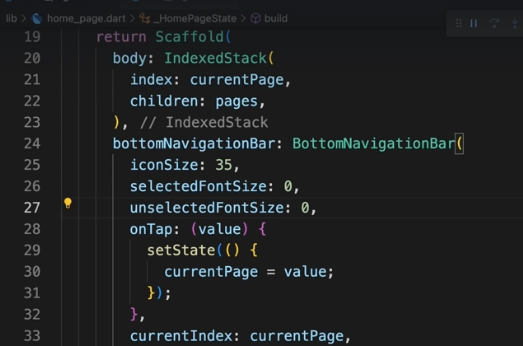 lib > home_page.dart > _HomePageState > build
19 return Scaffold(
20 body: IndexedStack(
21 index: currentPage,
22 children: pages,
23 ), // IndexedStack
24 bottomNavigationBar: BottomNavigationBar(
25 iconSize: 35,
26 selectedFontSize: 0,
27 unselectedFontSize: 0,
28 onTap: (value) {
29 setState(() {
30 currentPage = value;
31 });
32 },
33 currentIndex: currentPage,